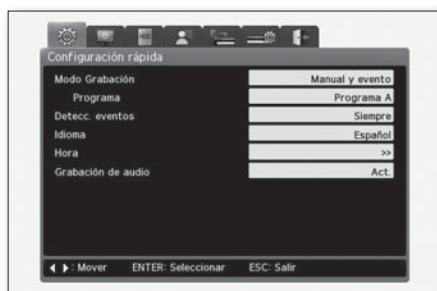 Configuración rápida
Modo Grabación Manual y evento
Programa Programa A
Detecc. eventos Siempre
Idioma Español
Hora >>
Grabación de audio Act.
◀ ▶: Mover ENTER: Seleccionar ESC: Salir